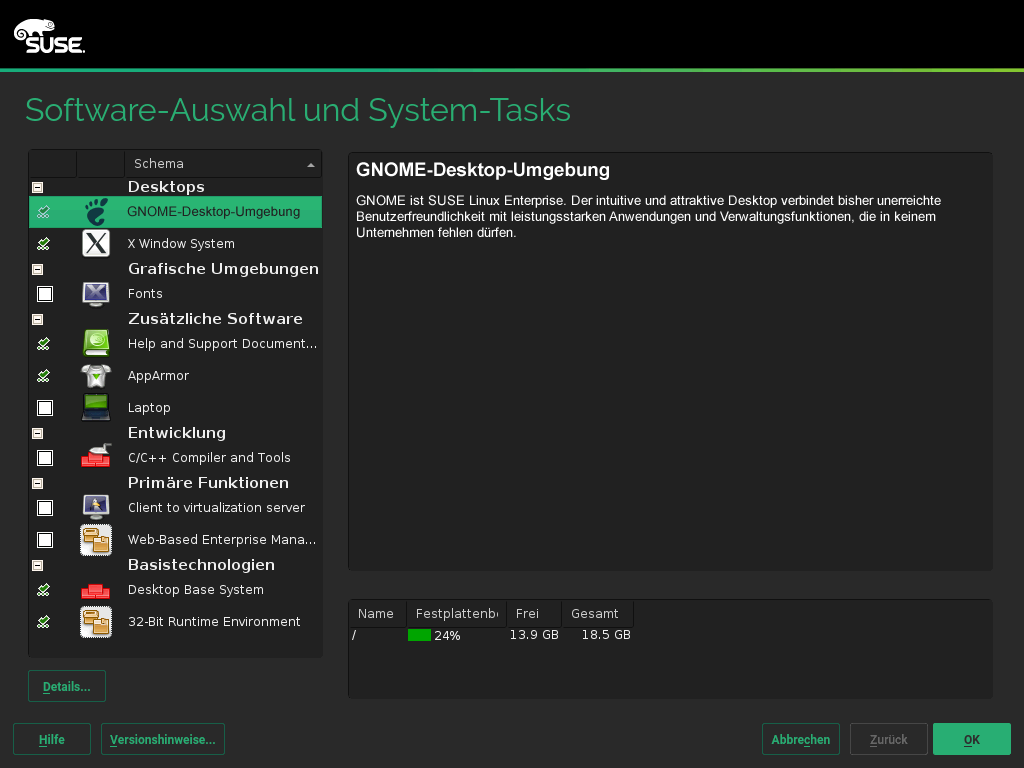 SUSE
Software-Auswahl und System-Tasks
Schema
Desktops
GNOME-Desktop-Umgebung
X Window System
Grafische Umgebungen
Fonts
Zusätzliche Software
Help and Support Document...
AppArmor
Laptop
Entwicklung
C/C++ Compiler and Tools
Primäre Funktionen
Client to virtualization server
Web-Based Enterprise Mana...
Basistechnologien
Desktop Base System
32-Bit Runtime Environment
GNOME-Desktop-Umgebung
GNOME ist SUSE Linux Enterprise. Der intuitive und attraktive Desktop verbindet bisher unerreichte
Benutzerfreundlichkeit mit leistungsstarken Anwendungen und Verwaltungsfunktionen, die in keinem
Unternehmen fehlen dürfen.
Name Festplattenb Frei Gesamt
/ 24% 13.9 GB 18.5 GB
Details...
Hilfe Versionshinweise... Abbrechen Zurück OK